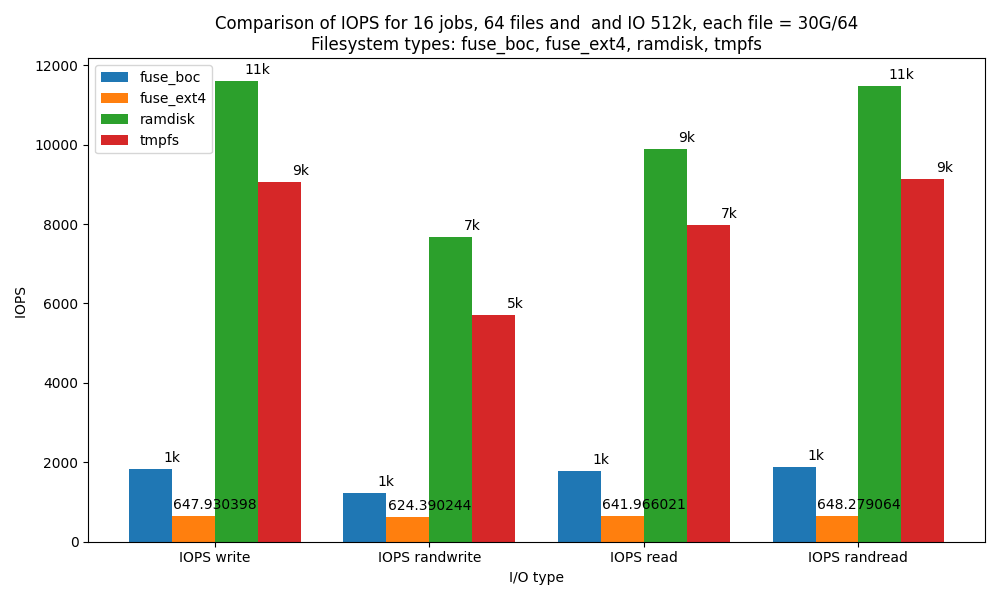 Comparison of IOPS for 16 jobs, 64 files and  and IO 512k, each file = 30G/64
Filesystem types: fuse_boc, fuse_ext4, ramdisk, tmpfs
fuse_boc
fuse_ext4
ramdisk
tmpfs
12000
10000
8000
6000
4000
2000
0
IOPS
1k
647.930398
11k
9k
1k
624.390244
7k
5k
1k
641.966021
9k
7k
1k
648.279064
11k
9k
IOPS write
IOPS randwrite
IOPS read
IOPS randread
I/O type